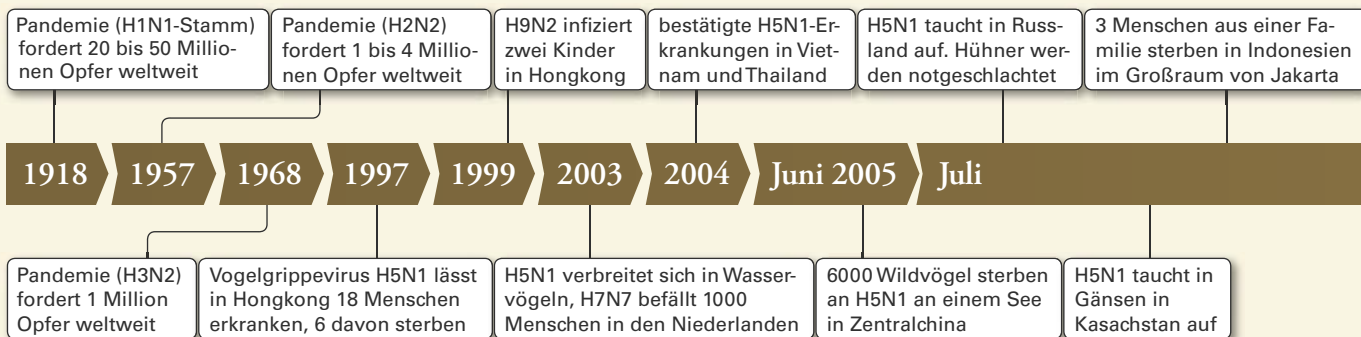 Pandemie (H1N1-Stamm)
fordert 20 bis 50 Millio-
nen Opfer weltweit
Pandemie (H2N2)
fordert 1 bis 4 Millio-
nen Opfer weltweit
H9N2 infiziert
zwei Kinder
in Hongkong
bestätigte H5N1-Er-
krankungen in Viet-
nam und Thailand
H5N1 taucht in Russ-
land auf. Hühner wer-
den notgeschlachtet
3 Menschen aus einer Fa-
milie sterben in Indonesien
im Großraum von Jakarta
1918 1957 1968 1997 1999 2003 2004 Juni 2005 Juli
Pandemie (H3N2)
fordert 1 Million
Opfer weltweit
Vogelgrippevirus H5N1 lässt
in Hongkong 18 Menschen
erkranken, 6 davon sterben
H5N1 verbreitet sich in Wasser-
vögeln, H7N7 befällt 1000
Menschen in den Niederlanden
6000 Wildvögel sterben
an H5N1 an einem See
in Zentralchina
H5N1 taucht in
Gänsen in
Kasachstan auf